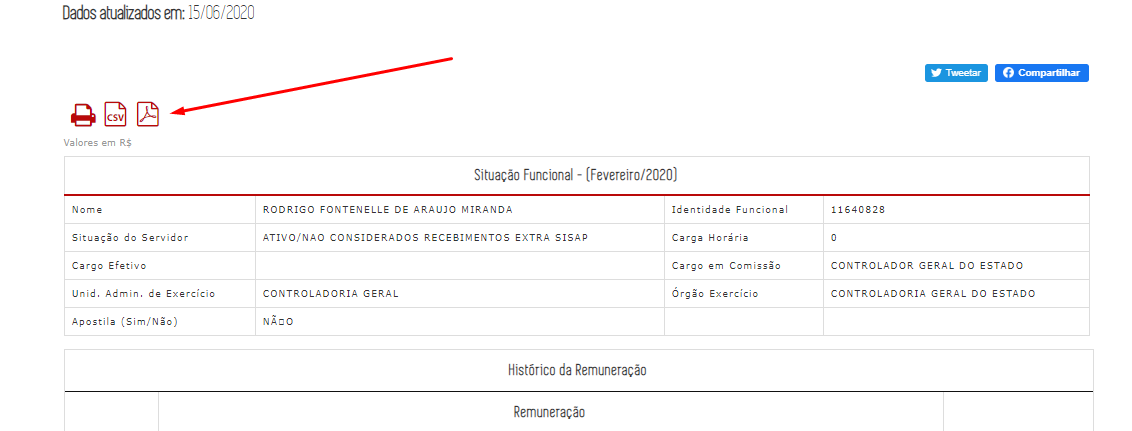 Dados atualizados em: 15/06/2020
Tweetar Compartilhar
CSV
Valores em R$
Situação Funcional - (Fevereiro/2020)
Nome RODRIGO FONTENELLE DE ARAUJO MIRANDA Identidade Funcional 11640828
Situação do Servidor ATIVO/NAO CONSIDERADOS RECEBIMENTOS EXTRA SISAP Carga Horária 0
Cargo Efetivo Cargo em Comissão CONTROLADOR GERAL DO ESTADO
Unid. Admin. de Exercício CONTROLADORIA GERAL Órgão Exercício CONTROLADORIA GERAL DO ESTADO
Apostila (Sim/Não) NÃ□O
Histórico da Remuneração
Remuneração